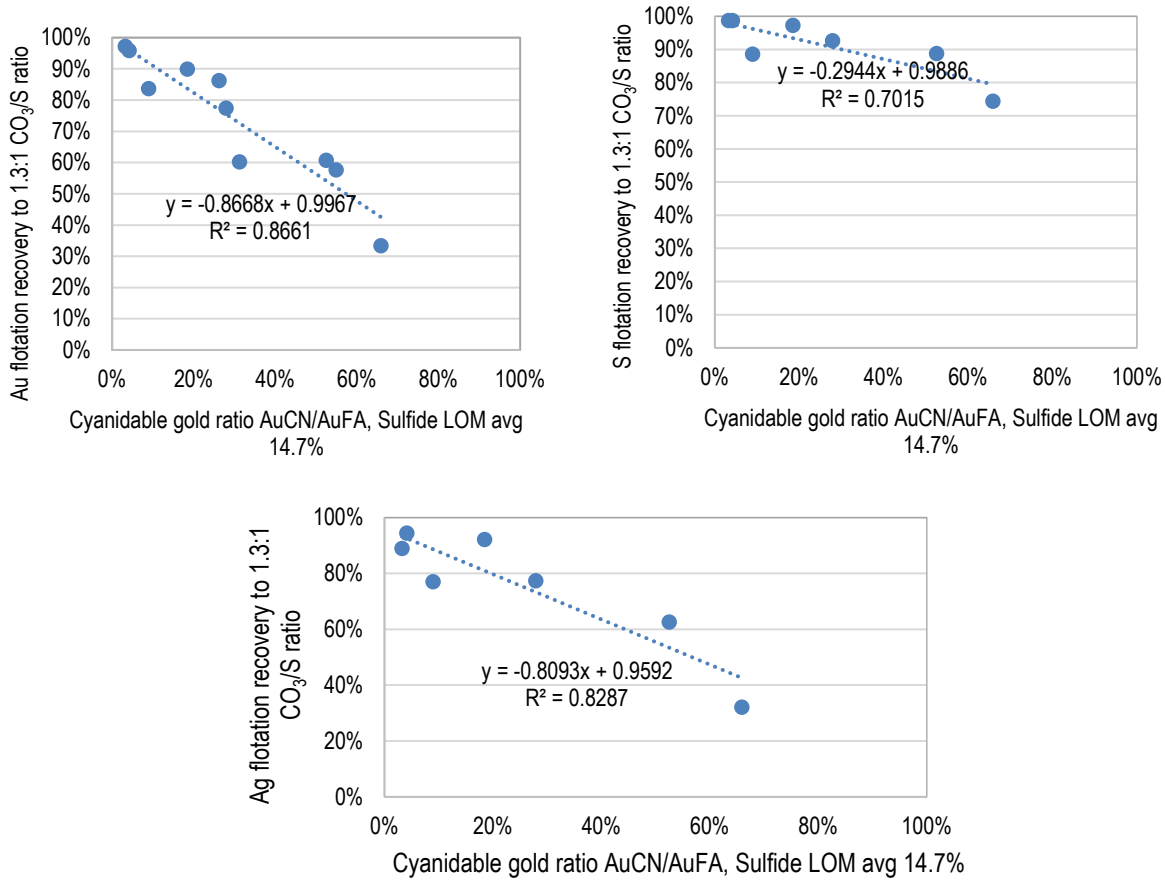 Au flotation recovery to 1.3:1 CO₃/S ratio
100%
90%
80%
70%
60%
50%
40%
30%
20%
10%
0%
y = -0.8668x + 0.9967
R² = 0.8661
0% 20% 40% 60% 80% 100%
Cyanidable gold ratio AuCN/AuFA, Sulfide LOM avg
14.7%
S flotation recovery to 1.3:1 CO₃/S ratio
100%
90%
80%
70%
60%
50%
40%
30%
20%
10%
0%
y = -0.2944x + 0.9886
R² = 0.7015
0% 20% 40% 60% 80% 100%
Cyanidable gold ratio AuCN/AuFA, Sulfide LOM avg
14.7%
Ag flotation recovery to 1.3:1
CO₃/S ratio
100%
80%
60%
40%
20%
0%
y = -0.8093x + 0.9592
R² = 0.8287
0% 20% 40% 60% 80% 100%
Cyanidable gold ratio AuCN/AuFA, Sulfide LOM avg 14.7%